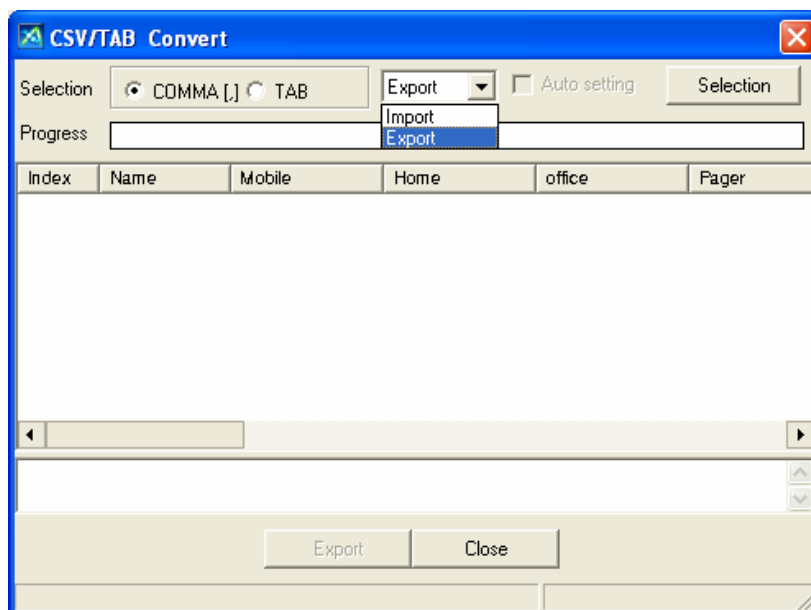 CSV/TAB Convert
Selection COMMA [,] TAB Export Auto setting Selection
Import
Progress Export
Index Name Mobile Home office Pager
Export Close